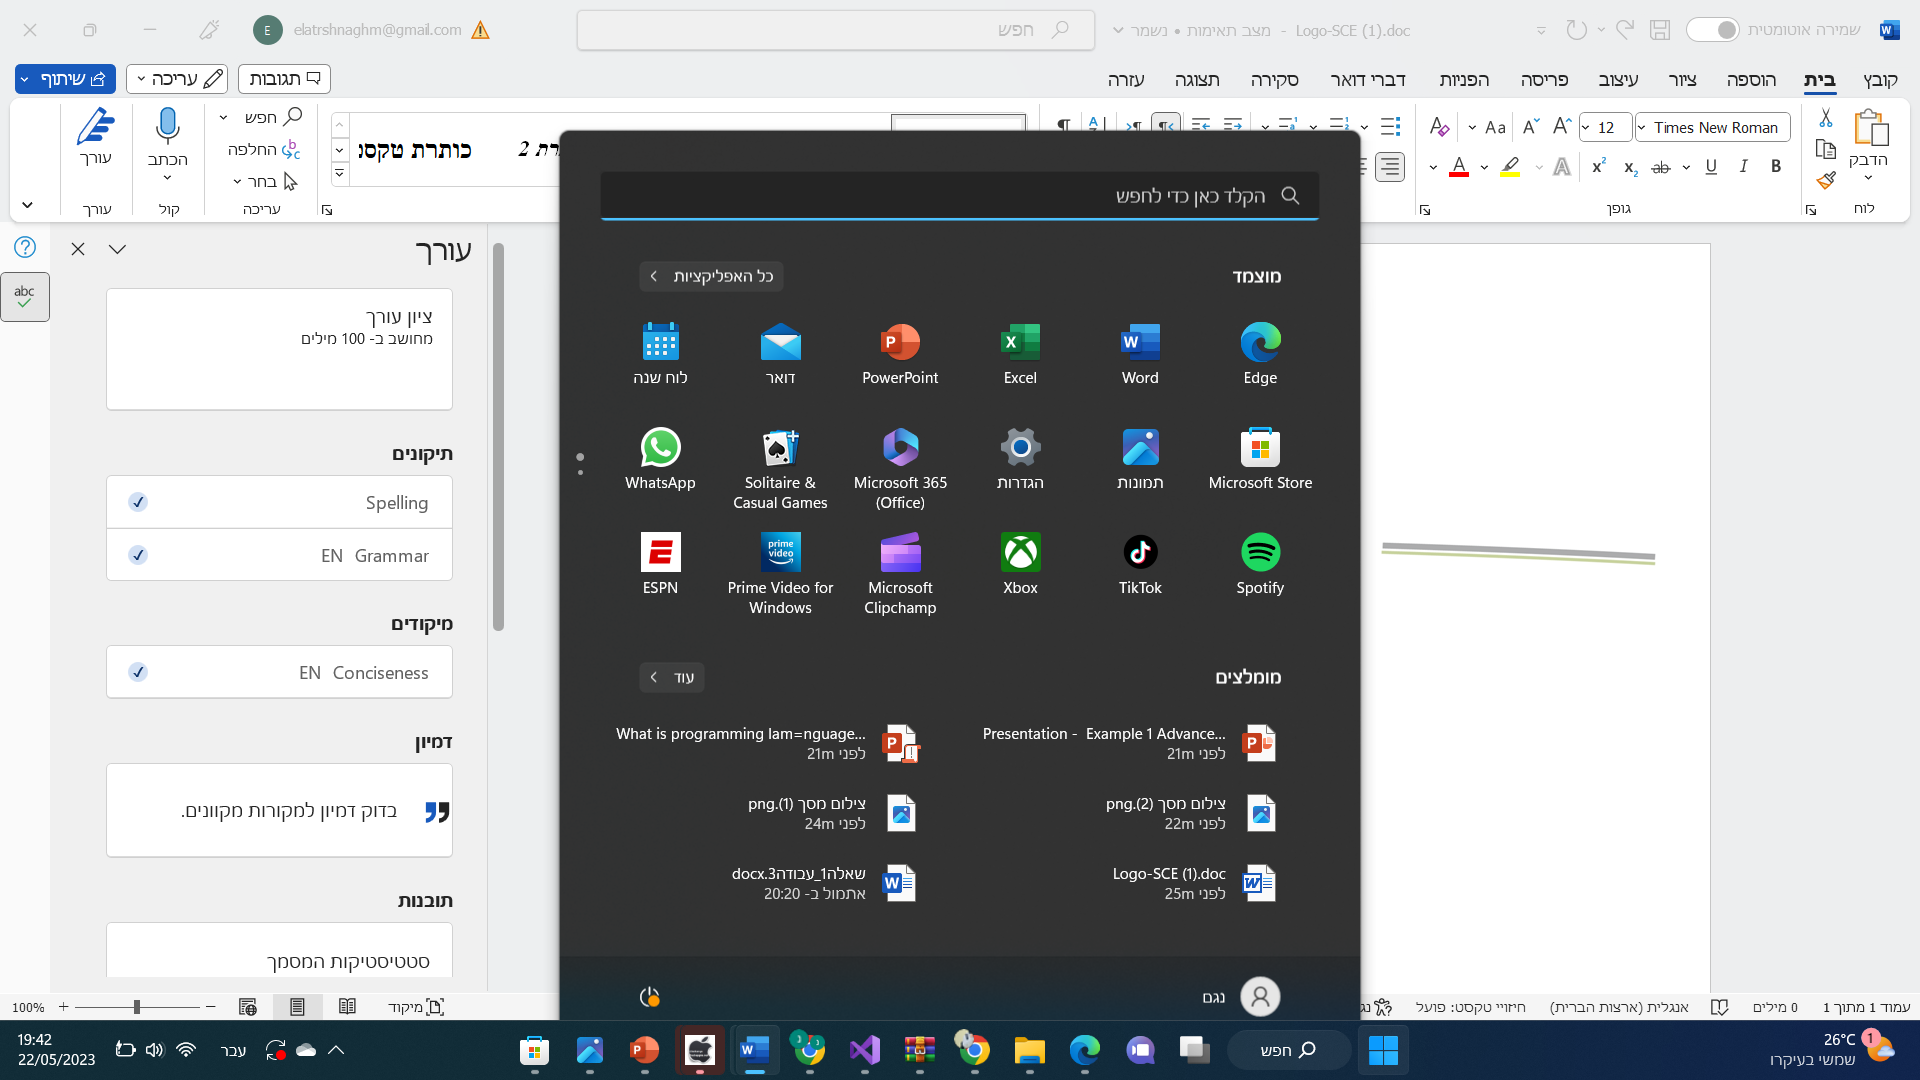 שמירה אוטומטית
Logo-SCE (1).doc - מצב תאימות • נשמר
חפש
elatrshnaghm@gmail.com
E
קובץ
בית
הוספה
ציור
עיצוב
פריסה
הפניות
דברי דואר
סקירה
תצוגה
עזרה
תגובות
עריכה
שיתוף
הדבק
לוח
Times New Roman
12
גופן
כותרת טקסט
חפש
החלפה
בחר
עריכה
הכתב
קול
עורך
עורך
עורך
ציון עורך
מחושב ב- 100 מילים
תיקונים
Spelling
EN Grammar
מיקודים
EN Conciseness
דמיון
בדוק דמיון למקורות מקוונים.
תובנות
סטטיסטיקות המסמך
הקלד כאן כדי לחפש
מוצמד
כל האפליקציות
Edge
Word
Excel
PowerPoint
דואר
לוח שנה
Microsoft Store
תמונות
הגדרות
Microsoft 365
(Office)
Solitaire &
Casual Games
WhatsApp
Spotify
TikTok
Xbox
Microsoft
Clipchamp
prime
video
Prime Video for
Windows
ESPN
מומלצים
עוד
Presentation - Example 1 Advance...
לפני 21m
What is programming lam=nguage...
לפני 21m
צילום מסך (2).png
לפני 22m
צילום מסך (1).png
לפני 24m
Logo-SCE (1).doc
לפני 25m
שאלה1_עבודה3.docx
אתמול ב- 20:20
נגם
עמוד 1 מתוך 1
0 מילים
אנגלית (ארצות הברית)
חיזויי טקסט: פועל
מיקוד
100%
26°C
שמשי בעיקרו
1
חפש
עבר
19:42
22/05/2023